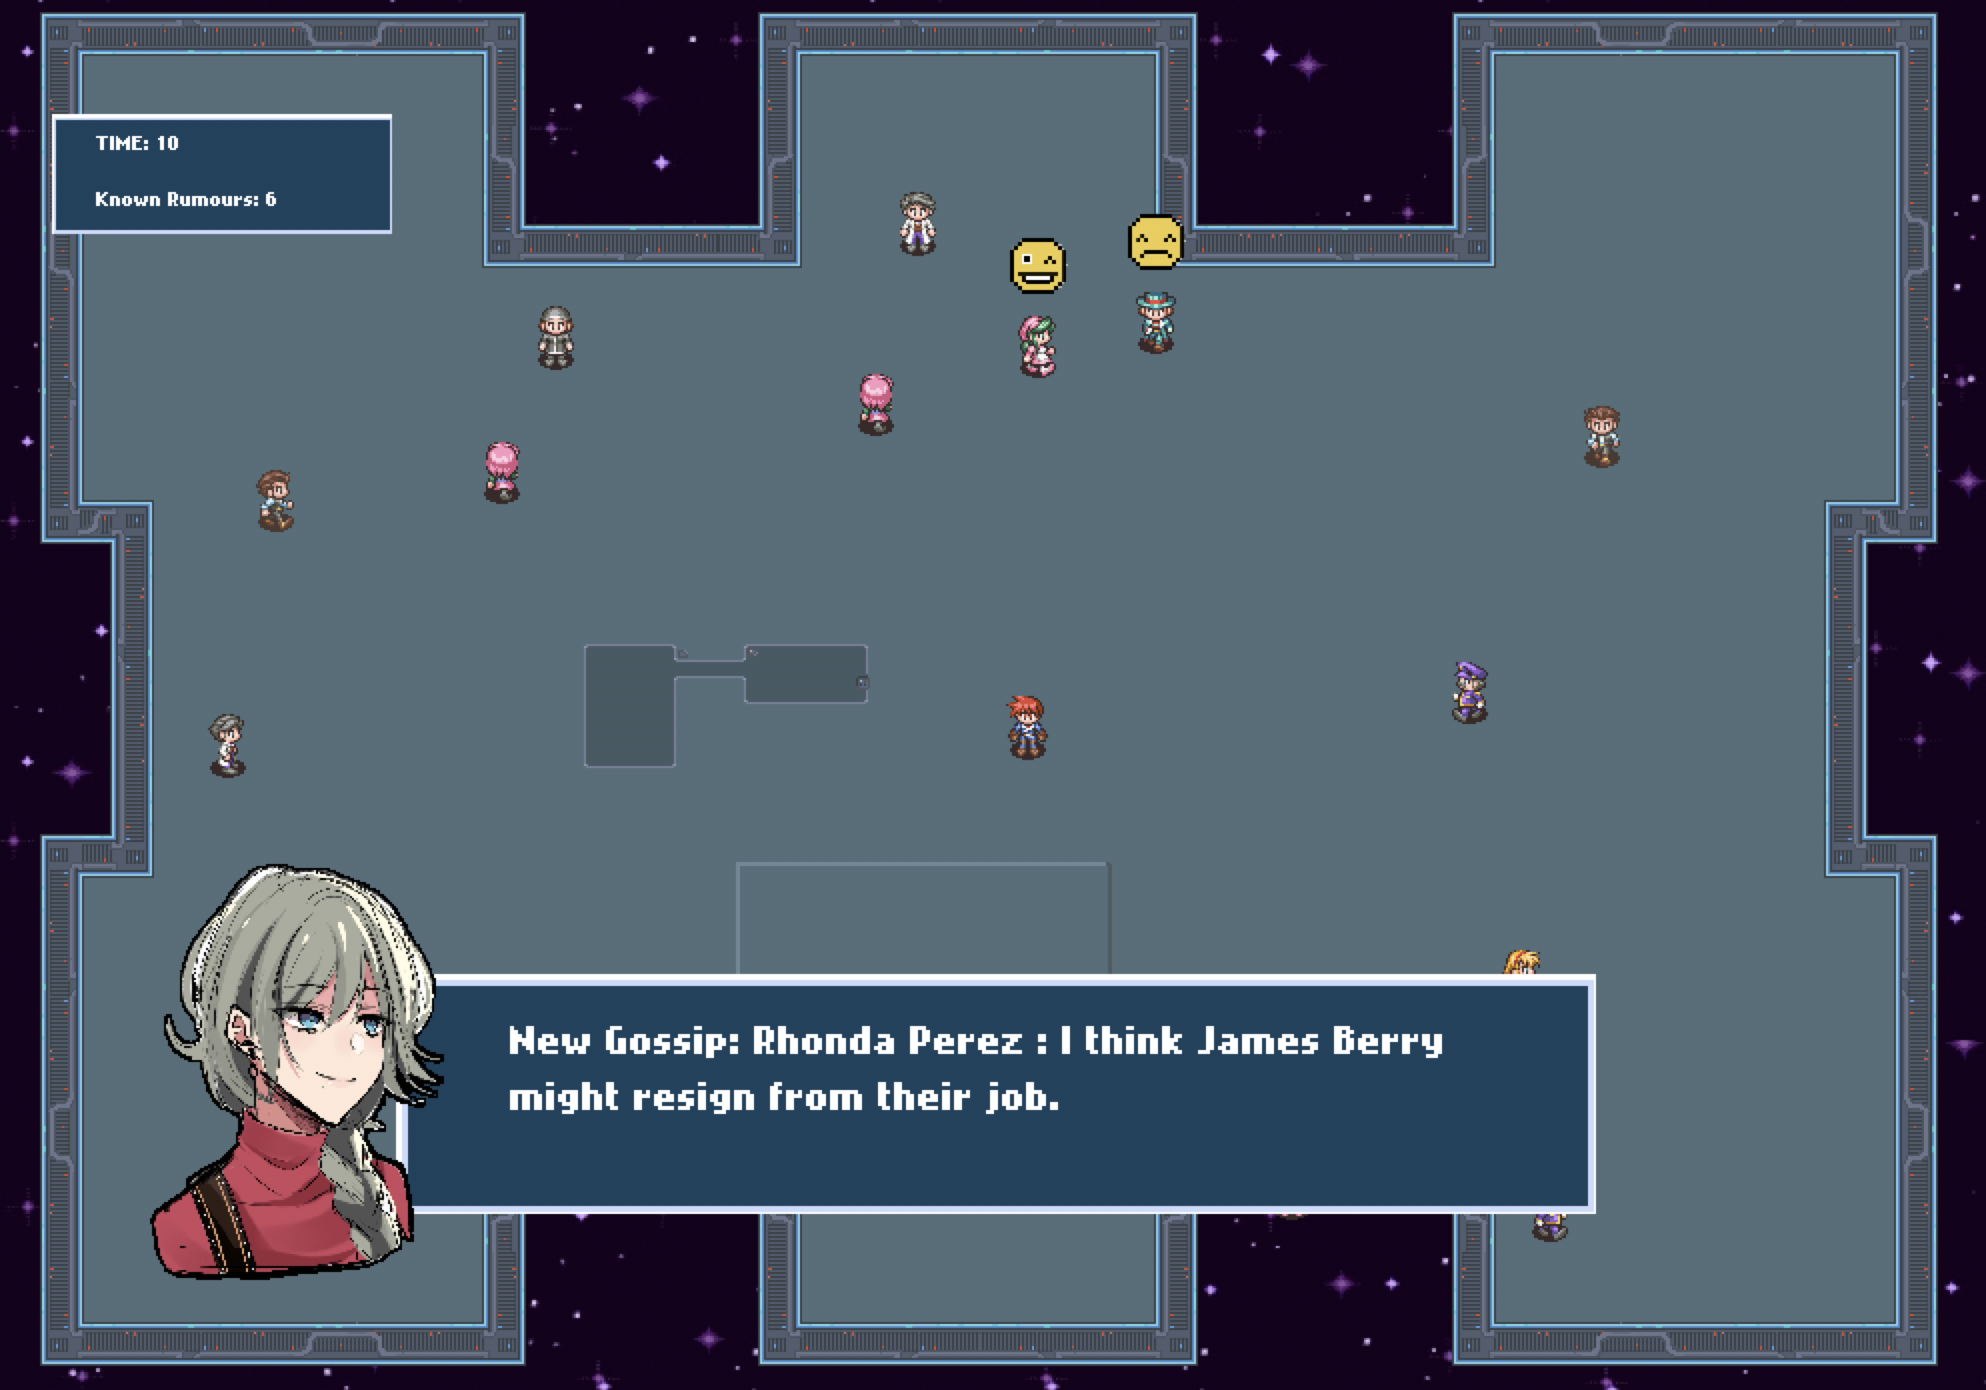 TIME: 10
Known Rumours: 6
New Gossip: Rhonda Perez : I think James Berry
might resign from their job.